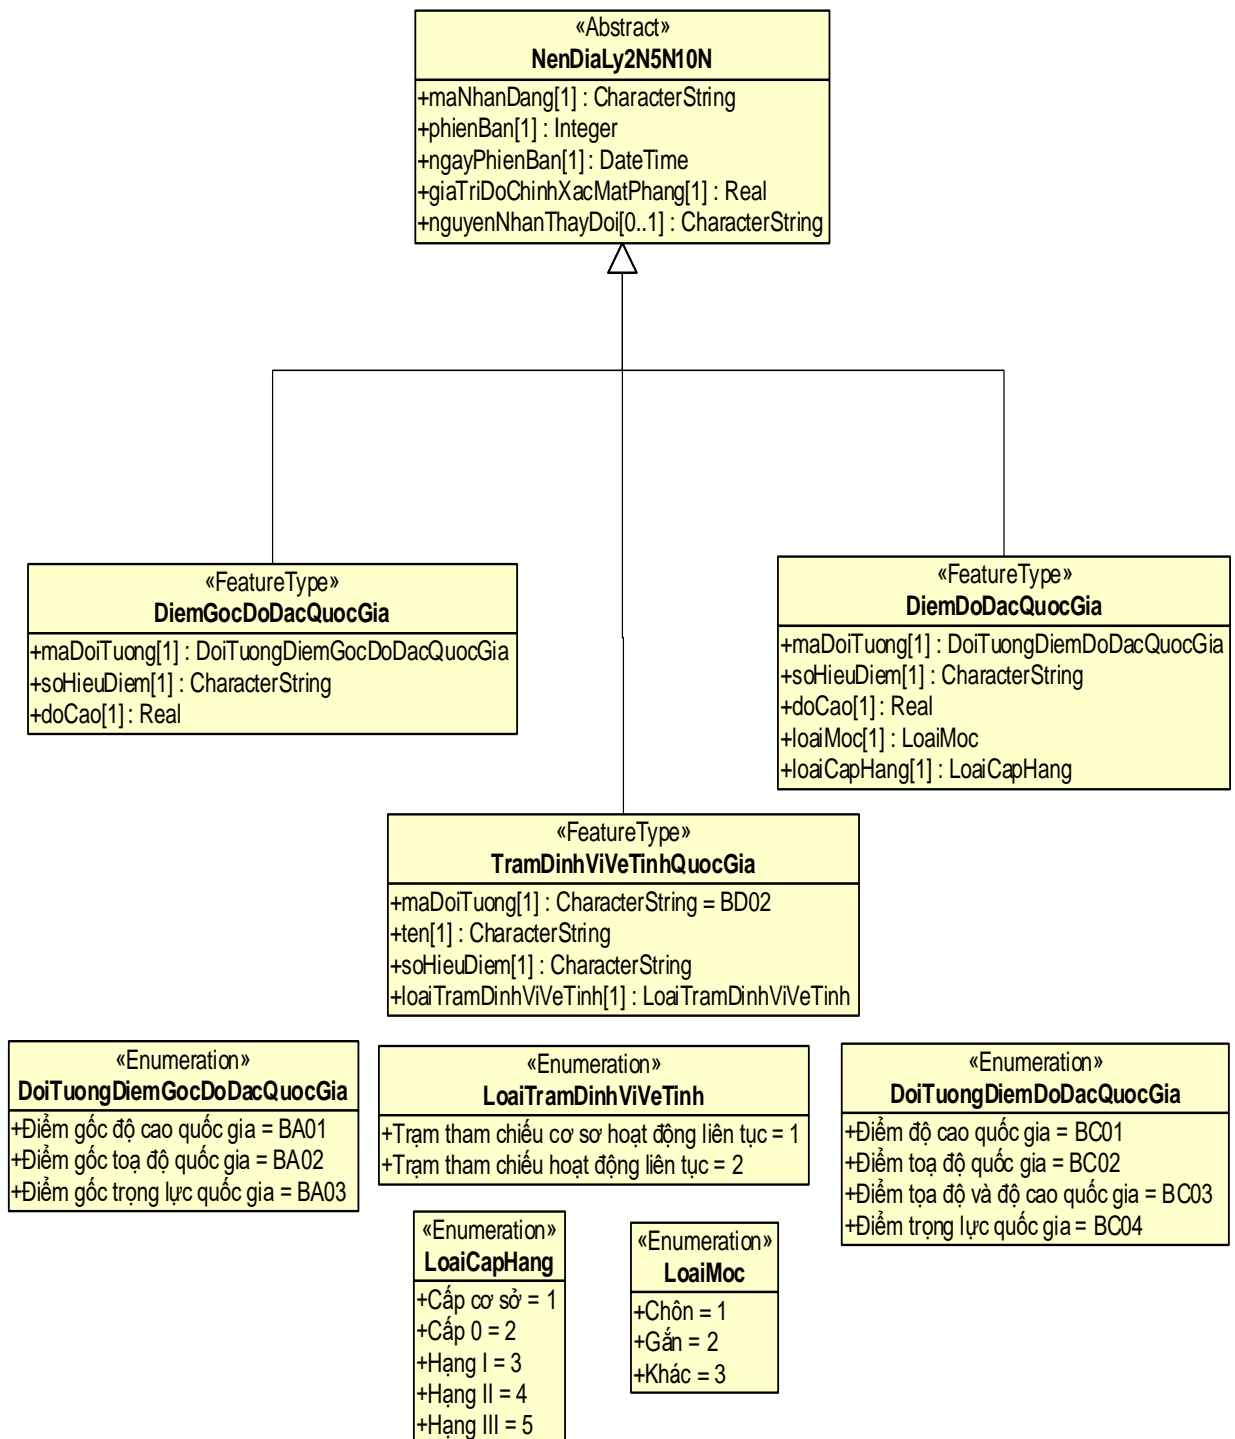 «Abstract»
NenDiaLy2N5N10N
+maNhanDang[1] : CharacterString
+phienBan[1] : Integer
+ngayPhienBan[1] : DateTime
+giaTriDoChinhXacMatPhang[1] : Real
+nguyenNhanThayDoi[0..1] : CharacterString
«FeatureType»
DiemGocDoDacQuocGia
+maDoiTuong[1] : DoiTuongDiemGocDoDacQuocGia
+soHieuDiem[1] : CharacterString
+doCao[1] : Real
«FeatureType»
DiemDoDacQuocGia
+maDoiTuong[1] : DoiTuongDiemDoDacQuocGia
+soHieuDiem[1] : CharacterString
+doCao[1] : Real
+loaiMoc[1] : LoaiMoc
+loaiCapHang[1] : LoaiCapHang
«FeatureType»
TramDinhViVeTinhQuocGia
+maDoiTuong[1] : CharacterString = BD02
+ten[1] : CharacterString
+soHieuDiem[1] : CharacterString
+loaiTramDinhViVeTinh[1] : LoaiTramDinhViVeTinh
«Enumeration»
DoiTuongDiemGocDoDacQuocGia
+Điểm gốc độ cao quốc gia = BA01
+Điểm gốc toạ độ quốc gia = BA02
+Điểm gốc trọng lực quốc gia = BA03
«Enumeration»
LoaiTramDinhViVeTinh
+Trạm tham chiếu cơ sơ hoạt động liên tục = 1
+Trạm tham chiếu hoạt động liên tục = 2
«Enumeration»
DoiTuongDiemDoDacQuocGia
+Điểm độ cao quốc gia = BC01
+Điểm toạ độ quốc gia = BC02
+Điểm tọa độ và độ cao quốc gia = BC03
+Điểm trọng lực quốc gia = BC04
«Enumeration»
LoaiCapHang
+Cấp cơ sở = 1
+Cấp 0 = 2
+Hạng I = 3
+Hạng II = 4
+Hạng III = 5
«Enumeration»
LoaiMoc
+Chôn = 1
+Gắn = 2
+Khác = 3